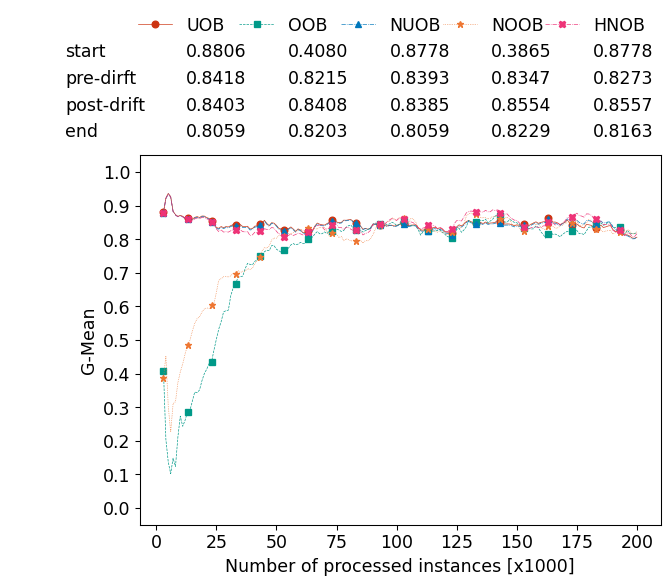 UOB OOB NUOB NOOB HNOB
start 0.8806 0.4080 0.8778 0.3865 0.8778
pre-dirft 0.8418 0.8215 0.8393 0.8347 0.8273
post-drift 0.8403 0.8408 0.8385 0.8554 0.8557
end 0.8059 0.8203 0.8059 0.8229 0.8163
1.0
0.9
0.8
0.7
0.6
0.5
0.4
0.3
0.2
0.1
0.0
G-Mean
0 25 50 75 100 125 150 175 200
Number of processed instances [x1000]